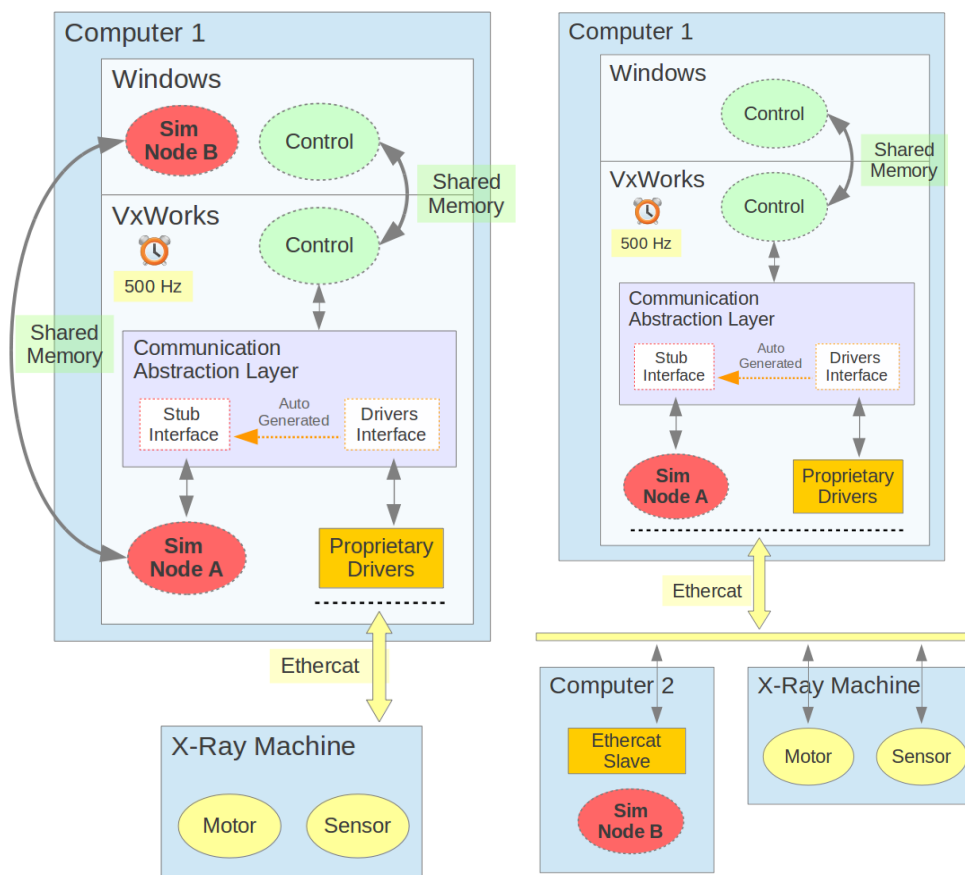 Computer 1
Windows
Sim
Node B
Control
Shared
Memory
VxWorks
500 Hz
Control
Shared
Memory
Communication
Abstraction Layer
Stub
Interface
Auto
Generated
Drivers
Interface
Sim
Node A
Proprietary
Drivers
Ethercat
X-Ray Machine
Motor
Sensor
Computer 1
Windows
Control
Shared
Memory
VxWorks
500 Hz
Control
Communication
Abstraction Layer
Stub
Interface
Auto
Generated
Drivers
Interface
Sim
Node A
Proprietary
Drivers
Ethercat
Computer 2
Ethercat
Slave
Sim
Node B
X-Ray Machine
Motor
Sensor